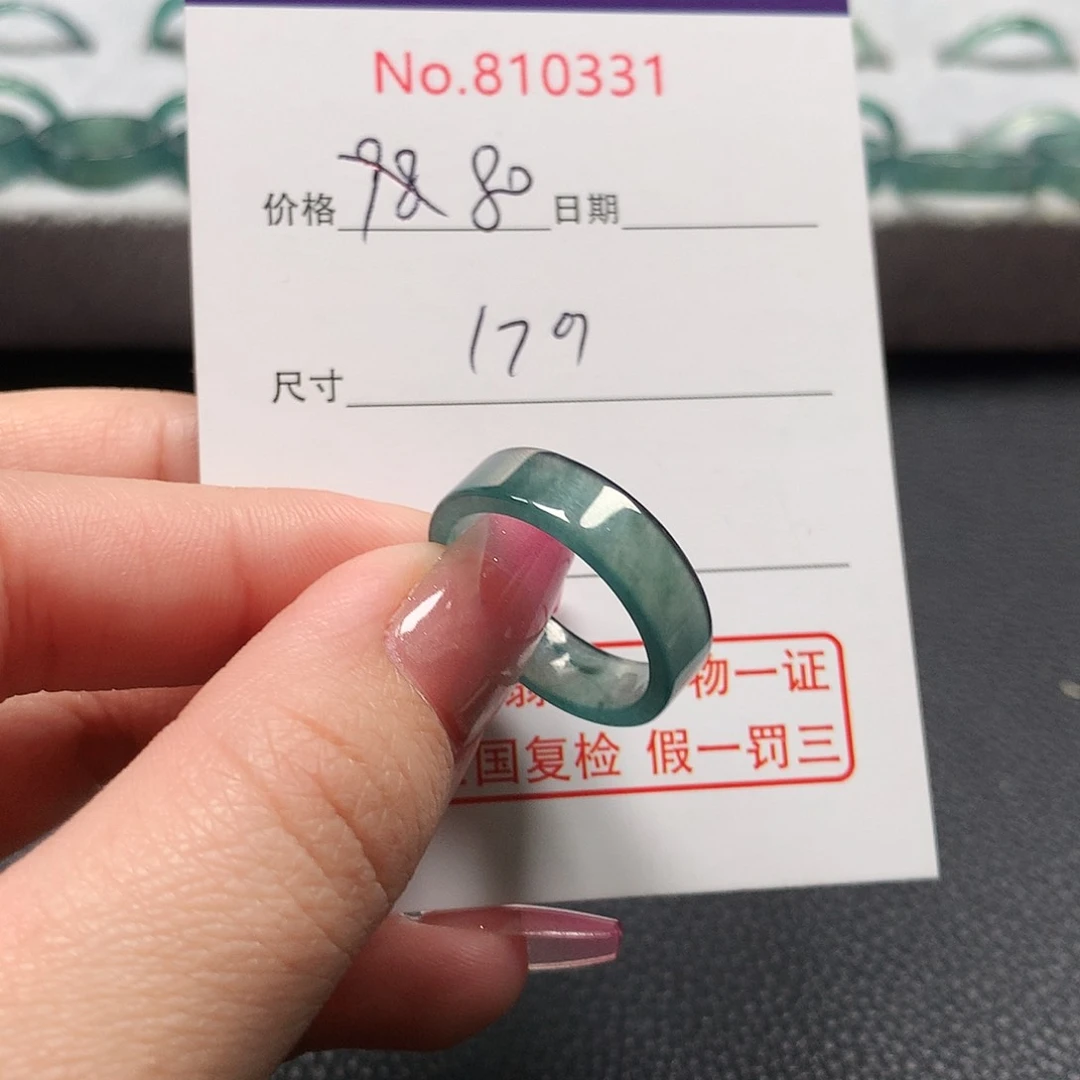 No.810331
价格 98 80 日期
尺寸 179
物一证
国复检 假一罚三